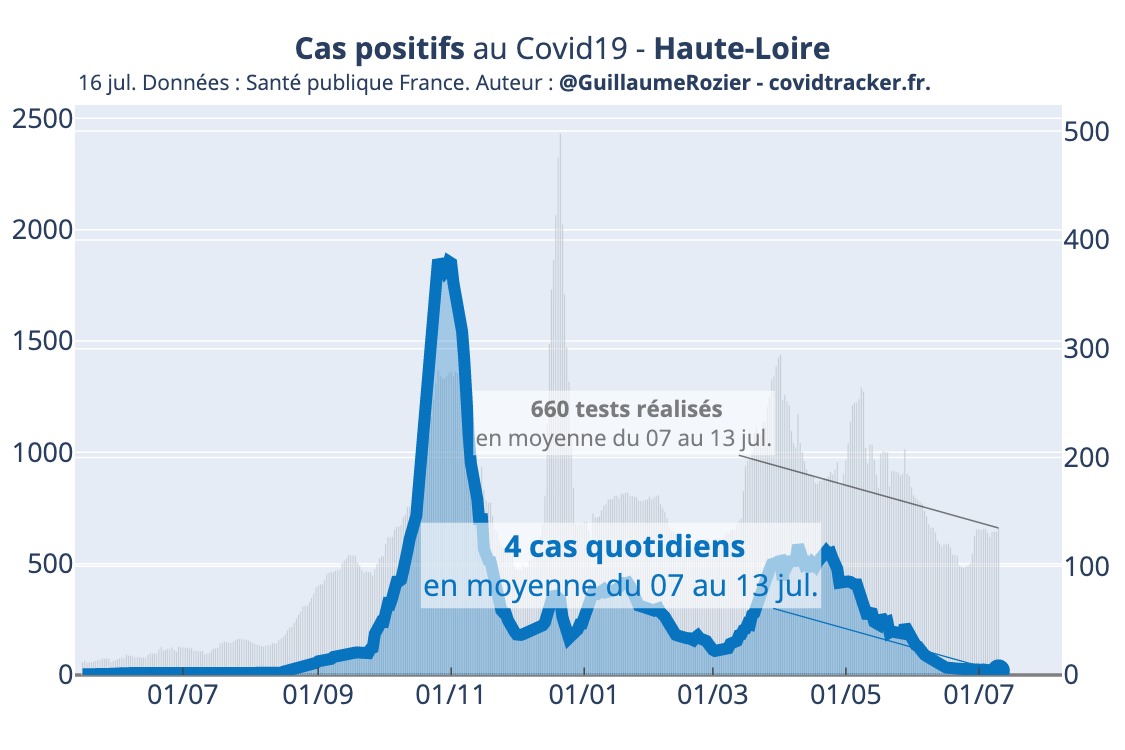 Cas positifs au Covid19 - Haute-Loire
16 jul. Données : Santé publique France. Auteur : @GuillaumeRozier - covidtracker.fr.
2500
2000
1500
1000
500
0
500
400
300
200
100
0
660 tests réalisés
en moyenne du 07 au 13 jul.
4 cas quotidiens
en moyenne du 07 au 13 jul.
01/07 01/09 01/11 01/01 01/03 01/05 01/07